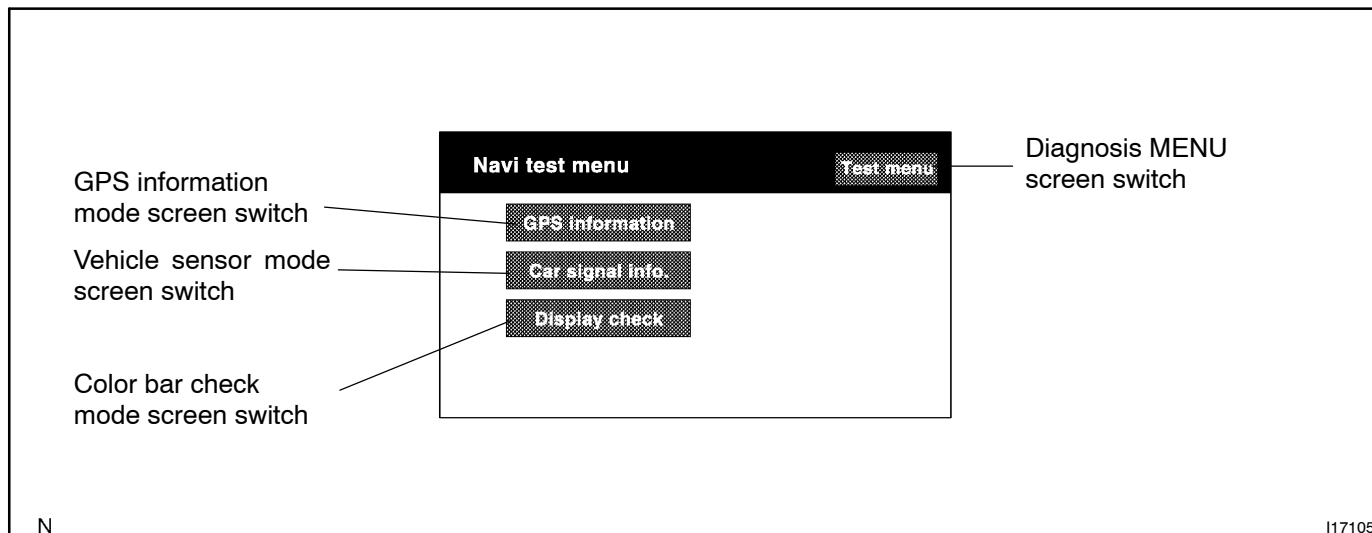 GPS information
mode screen switch
Vehicle sensor mode
screen switch
Color bar check
mode screen switch
Navi test menu
Test menu
GPS information
Car signal info.
Display check
Diagnosis MENU
screen switch
N
I17105